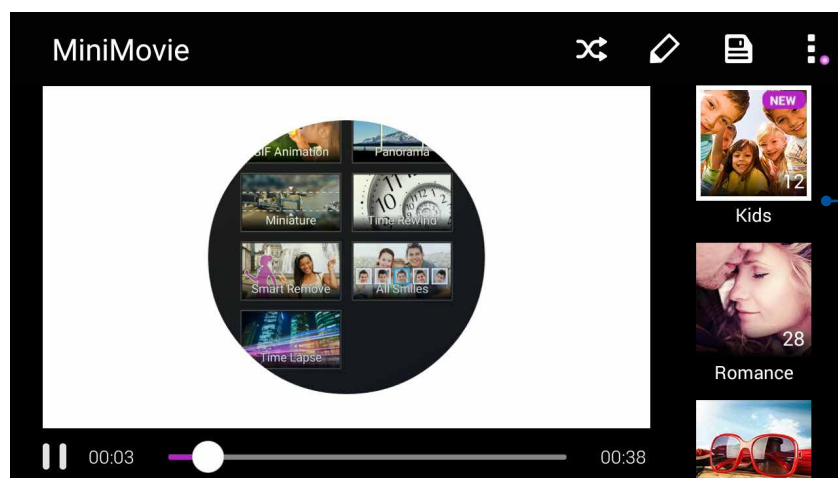 MiniMovie
NEW
12
Kids
GIF Animation
Panorama
Miniature
Time Rewind
Smart Remove
All Smiles
Time Lapse
28
Romance
00:03
00:38